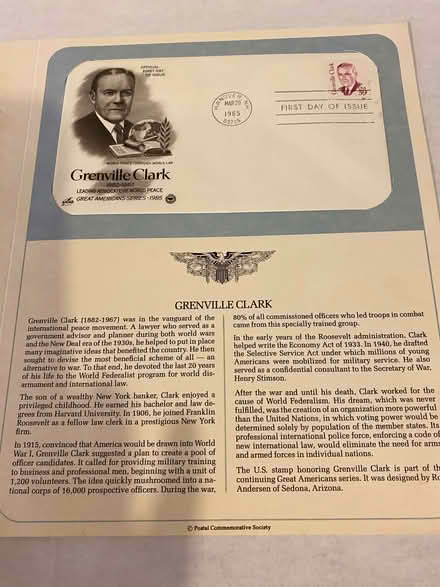 OFFICIAL
FIRST DAY
OF ISSUE
WORLD PEACE THROUGH WORLD LAW
Grenville Clark
1882-1967
LEADING ADVOCATE OF WORLD PEACE
GREAT AMERICANS SERIES - 1985
HANOVER, NH
MAR 20
1985
03755
FIRST DAY OF ISSUE
Grenville Clark
39
GRENVILLE CLARK
Grenville Clark (1882-1967) was in the vanguard of the
international peace movement. A lawyer who served as a
government advisor and planner during both world wars
and the New Deal era of the 1930s, he helped to put in place
many imaginative ideas that benefited the country. He then
sought to devise the most beneficial scheme of all — an
alternative to war. To that end, he devoted the last 20 years
of his life to the World Federalist program for world dis-
armament and international law.
The son of a wealthy New York banker, Clark enjoyed a
privileged childhood. He earned his bachelor and law de-
grees from Harvard University. In 1906, he joined Franklin
Roosevelt as a fellow law clerk in a prestigious New York
firm.
In 1915, convinced that America would be drawn into World
War I, Grenville Clark suggested a plan to create a pool of
officer candidates. It called for providing military training
to business and professional men, beginning with a unit of
1,200 volunteers. The idea quickly mushroomed into a na-
tional corps of 16,000 prospective officers. During the war,
80% of all commissioned officers who led troops in combat
came from this specially trained group.
In the early years of the Roosevelt administration, Clark
helped write the Economy Act of 1933. In 1940, he drafted
the Selective Service Act under which millions of young
Americans were mobilized for military service. He also
served as a confidential consultant to the Secretary of War,
Henry Stimson.
After the war and until his death, Clark worked for the
cause of World Federalism. His dream, which was never
fulfilled, was the creation of an organization more powerful
than the United Nations, in which voting power would be
determined solely by population of the member states. Its
professional international police force, enforcing a code of
new international law, would eliminate the need for arms
and armed forces in individual nations.
The U.S. stamp honoring Grenville Clark is part of the
continuing Great Americans series. It was designed by Ro
Andersen of Sedona, Arizona.
© Postal Commemorative Society